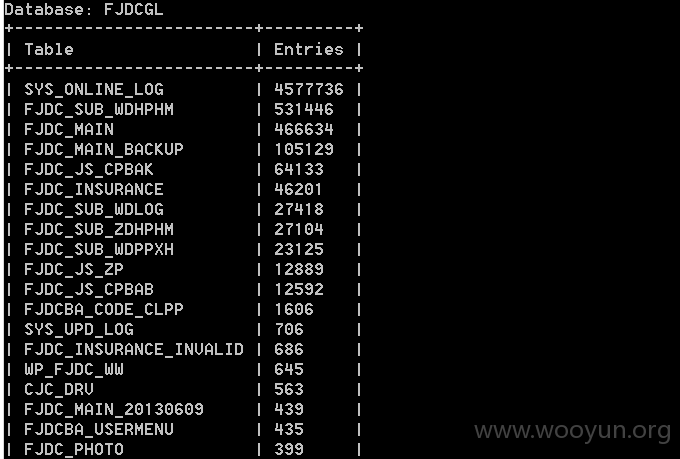 Database: FJDCGL
+-------------------------+---------+
| Table                   | Entries |
+-------------------------+---------+
| SYS_ONLINE_LOG          | 4577736 |
| FJDC_SUB_WDHPHM         | 531446  |
| FJDC_MAIN               | 466634  |
| FJDC_MAIN_BACKUP        | 105129  |
| FJDC_JS_CPBAK           | 64133   |
| FJDC_INSURANCE          | 46201   |
| FJDC_SUB_WDLOG          | 27418   |
| FJDC_SUB_ZDHPHM         | 27104   |
| FJDC_SUB_WDPPXH         | 23125   |
| FJDC_JS_ZP              | 12889   |
| FJDC_JS_CPBAB           | 12592   |
| FJDCBA_CODE_CLPP        | 1606    |
| SYS_UPD_LOG             | 706     |
| FJDC_INSURANCE_INVALID  | 686     |
| WP_FJDC_WW              | 645     |
| CJC_DRV                 | 563     |
| FJDC_MAIN_20130609      | 439     |
| FJDCBA_USERMENU         | 435     |
| FJDC_PHOTO              | 399     |
www.wooyun.org